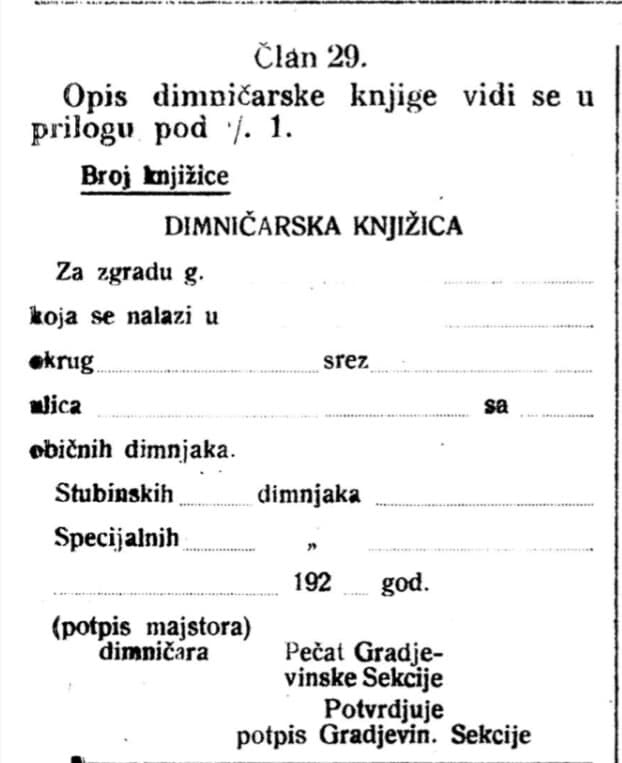 Član 29.
Opis dimničarske knjige vidi se u
prilogu pod ·/. 1.
Broj knjižice
DIMNIČARSKA KNJIŽICA
Za zgradu g.
koja se nalazi u
okrug srez
ulica sa
običnih dimnjaka.
Stubinskih dimnjaka
Specijalnih „
192 god.
(potpis majstora)
dimničara Pečat Gradje-
vinske Sekcije
Potvrdjuje
potpis Gradjevin. Sekcije